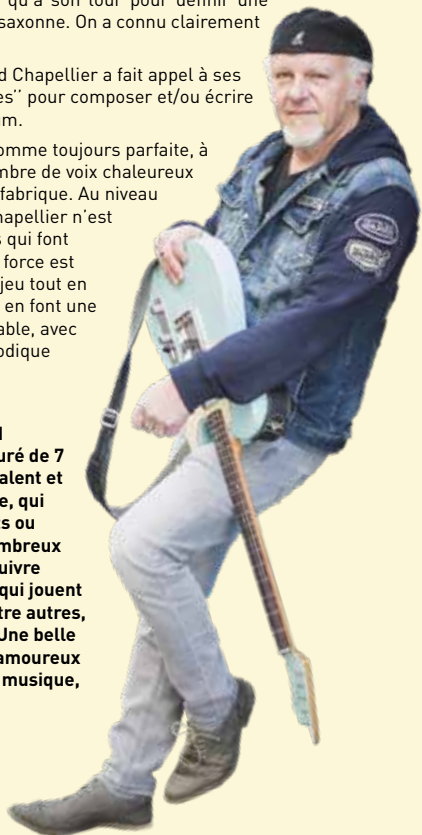 qu'à son tour pour définir une
saxonne. On a connu clairement
d Chapellier a fait appel à ses
es’’ pour composer et/ou écrire
um.
omme toujours parfaite, à
mbre de voix chaleureux
fabrique. Au niveau
hapellier n’est
s qui font
force est
jeu tout en
en font une
able, avec
odique
d
uré de 7
alent et
e, qui
ts ou
mbreux
uivre
qui jouent
tre autres,
Une belle
amoureux
musique,